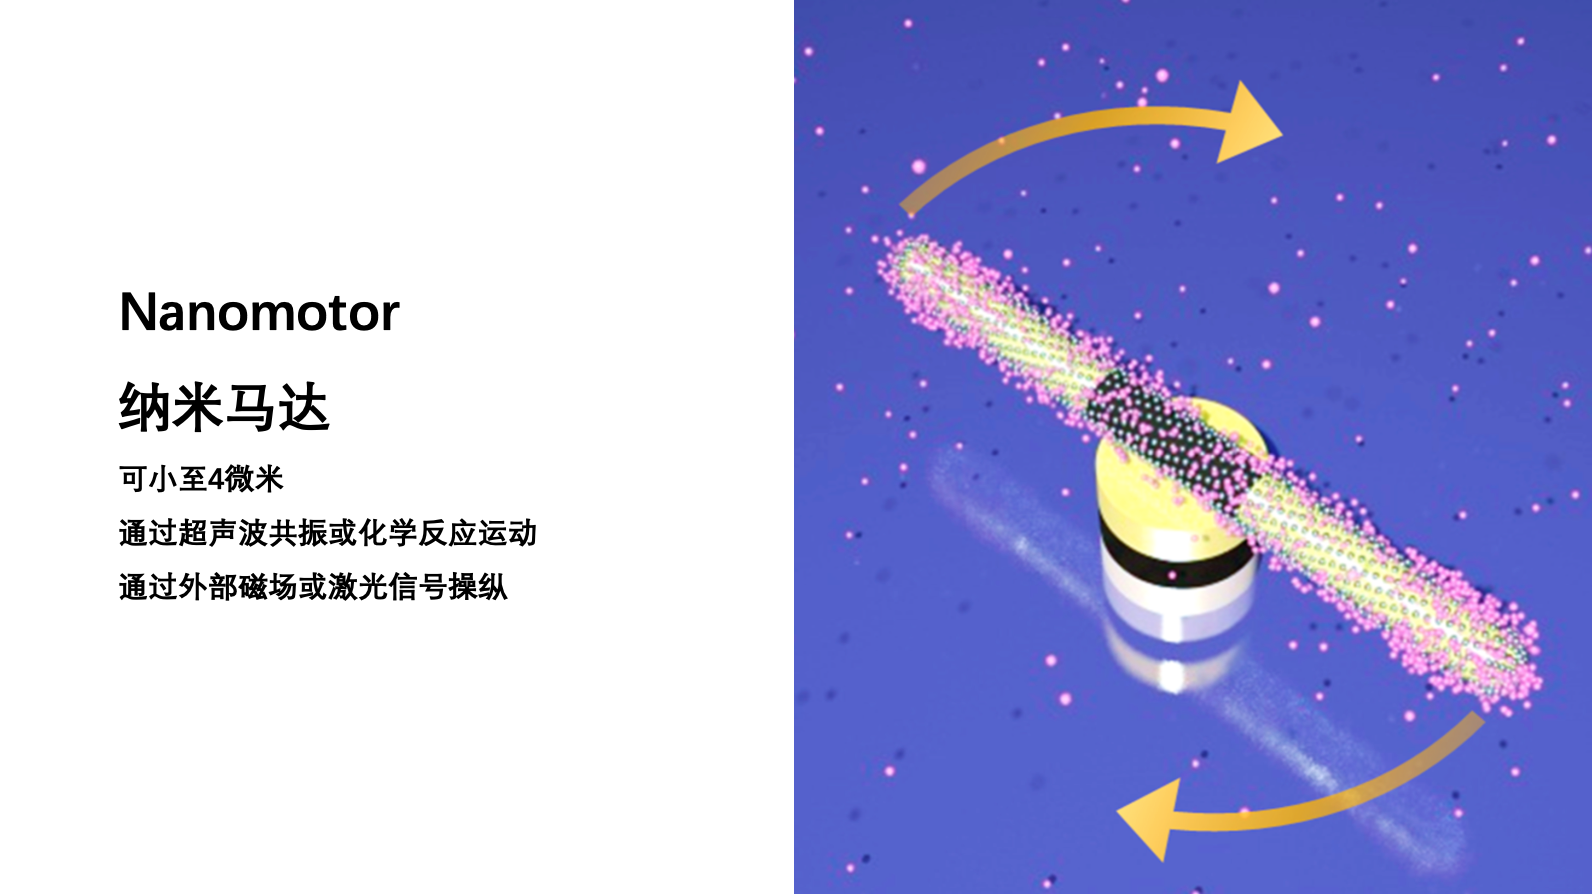 Nanomotor
纳米马达
可小至4微米
通过超声波共振或化学反应运动
通过外部磁场或激光信号操纵